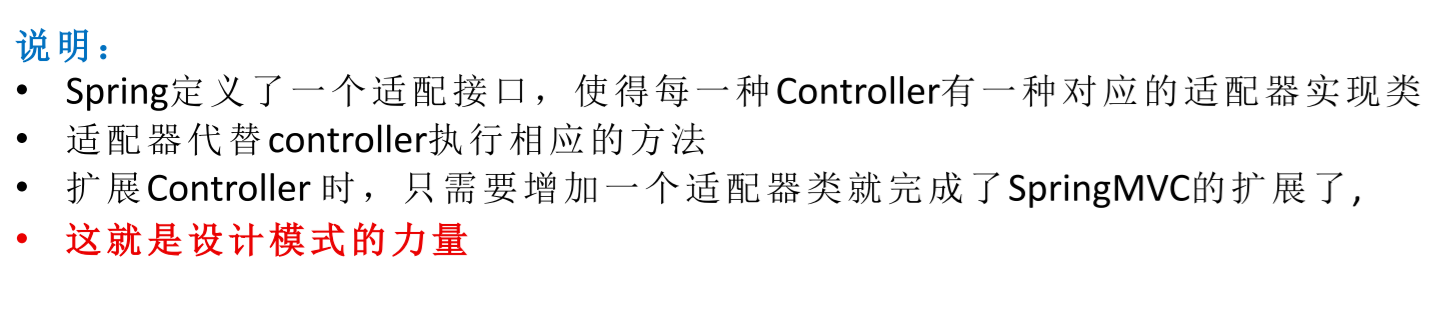 说明：
• Spring定义了一个适配接口，使得每一种Controller有一种对应的适配器实现类
• 适配器代替controller执行相应的方法
• 扩展Controller 时，只需要增加一个适配器类就完成了SpringMVC的扩展了,
• 这就是设计模式的力量